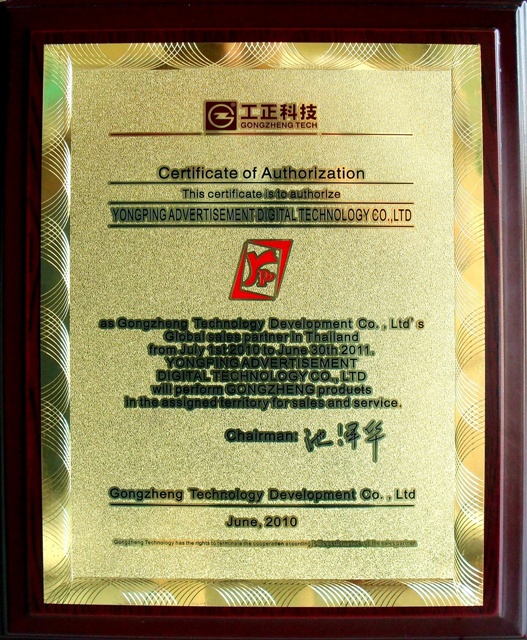 工正科技
GONGZHENG TECH
Certificate of Authorization
This certificate is to authorize
YONGPING ADVERTISEMENT DIGITAL TECHNOLOGY CO.,LTD
YP
as Gongzheng Technology Development Co., Ltd's
Global sales partner in Thailand
from July 1st 2010 to June 30th 2011.
YONGPING ADVERTISEMENT
DIGITAL TECHNOLOGY CO., LTD
will perform GONGZHENG products
in the assigned territory for sales and service.
Chairman:
Gongzheng Technology Development Co., Ltd
June, 2010
Gongzheng Technology has the rights to terminate the cooperation according